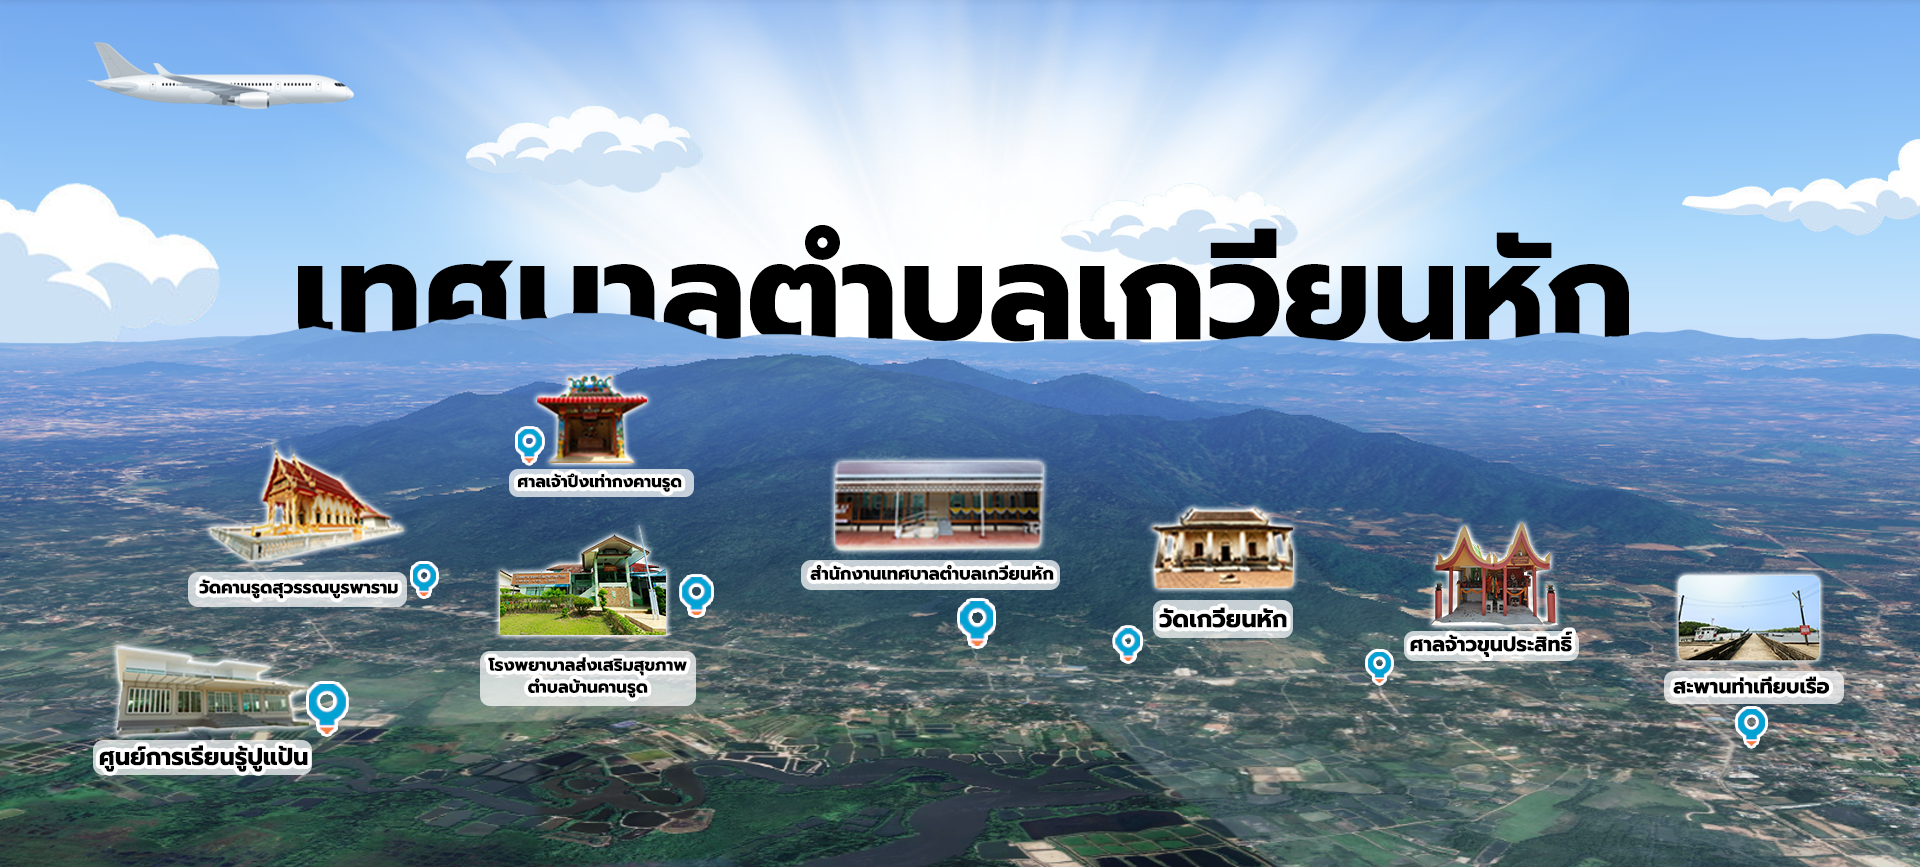 เทศบาลตำบลเกวียนหัก
ศาลเจ้าปึงเท่ากงคานรูด
วัดคานรูดสุวรรณบูรพาราม
สำนักงานเทศบาลตำบลเกวียนหัก
วัดเกวียนหัก
ศาลจ้าวขุนประสิทธิ์
โรงพยาบาลส่งเสริมสุขภาพ
ตำบลบ้านคานรูด
สะพานท่าเทียบเรือ
ศูนย์การเรียนรู้ปูแป้น